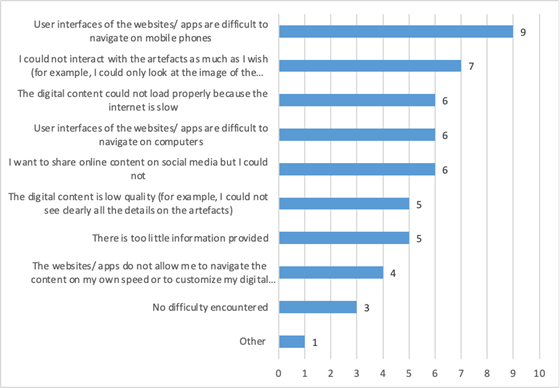 User interfaces of the websites/ apps are difficult to
navigate on mobile phones
9
I could not interact with the artefacts as much as I wish
(for example, I could only look at the image of the...
7
The digital content could not load properly because the
internet is slow
6
User interfaces of the websites/ apps are difficult to
navigate on computers
6
I want to share online content on social media but I could
not
6
The digital content is low quality (for example, I could not
see clearly all the details on the artefacts)
5
There is too little information provided
5
The websites/ apps do not allow me to navigate the
content on my own speed or to customize my digital...
4
No difficulty encountered
3
Other
1
0 1 2 3 4 5 6 7 8 9 10